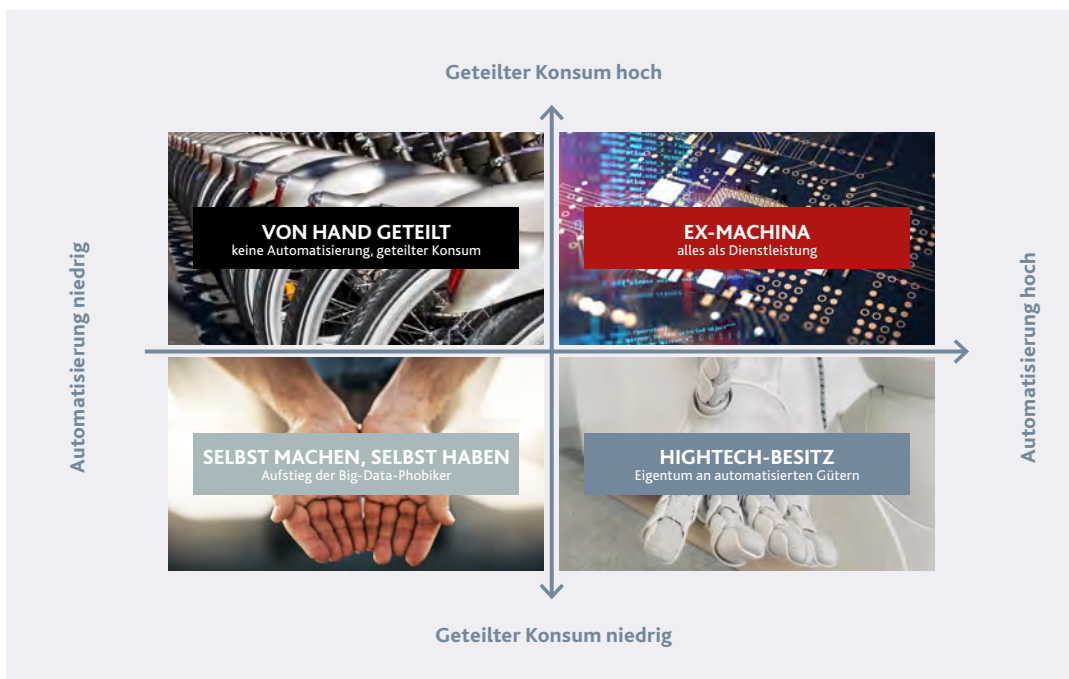 Geteilter Konsum hoch
VON HAND GETEILT
keine Automatisierung, geteilter Konsum
EX-MACHINA
alles als Dienstleistung
Automatisierung niedrig
Automatisierung hoch
SELBST MACHEN, SELBST HABEN
Aufstieg der Big-Data-Phobiker
HIGHTECH-BESITZ
Eigentum an automatisierten Gütern
Geteilter Konsum niedrig